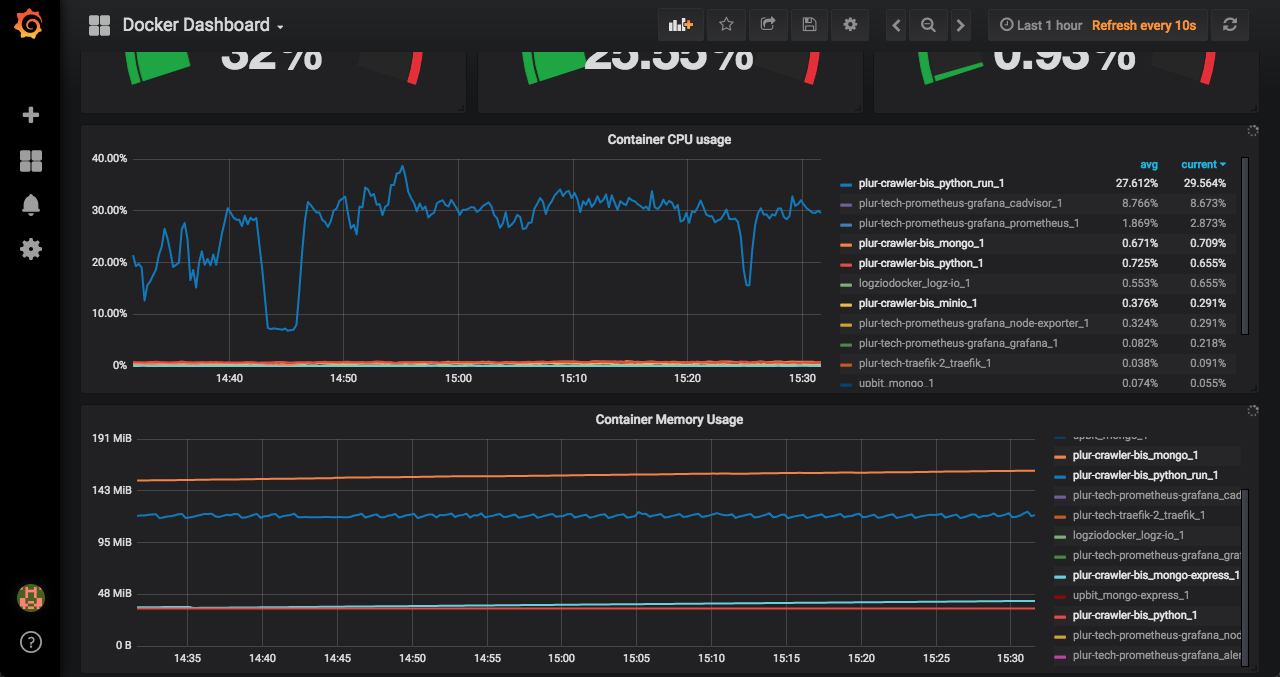 Docker Dashboard
Last 1 hour Refresh every 10s
32% 25.55% 0.93%
Container CPU usage
40.00%
30.00%
20.00%
10.00%
0%
14:40 14:50 15:00 15:10 15:20 15:30
avg current
plur-crawler-bis_python_run_1 27.612% 29.564%
plur-tech-prometheus-grafana_cadvisor_1 8.766% 8.673%
plur-tech-prometheus-grafana_prometheus_1 1.869% 2.873%
plur-crawler-bis_mongo_1 0.671% 0.709%
plur-crawler-bis_python_1 0.725% 0.655%
logziodocker_logz-io_1 0.553% 0.655%
plur-crawler-bis_minio_1 0.376% 0.291%
plur-tech-prometheus-grafana_node-exporter_1 0.324% 0.291%
plur-tech-prometheus-grafana_grafana_1 0.082% 0.218%
plur-tech-traefik-2_traefik_1 0.038% 0.091%
upbit_mongo_1 0.074% 0.055%
Container Memory Usage
191 MiB
143 MiB
95 MiB
48 MiB
0 B
14:35 14:40 14:45 14:50 14:55 15:00 15:05 15:10 15:15 15:20 15:25 15:30
upbit_mongo_1
plur-crawler-bis_mongo_1
plur-crawler-bis_python_run_1
plur-tech-prometheus-grafana_cad
plur-tech-traefik-2_traefik_1
logziodocker_logz-io_1
plur-tech-prometheus-grafana_gra
plur-crawler-bis_mongo-express_1
upbit_mongo-express_1
plur-crawler-bis_python_1
plur-tech-prometheus-grafana_nod
plur-tech-prometheus-grafana_aler